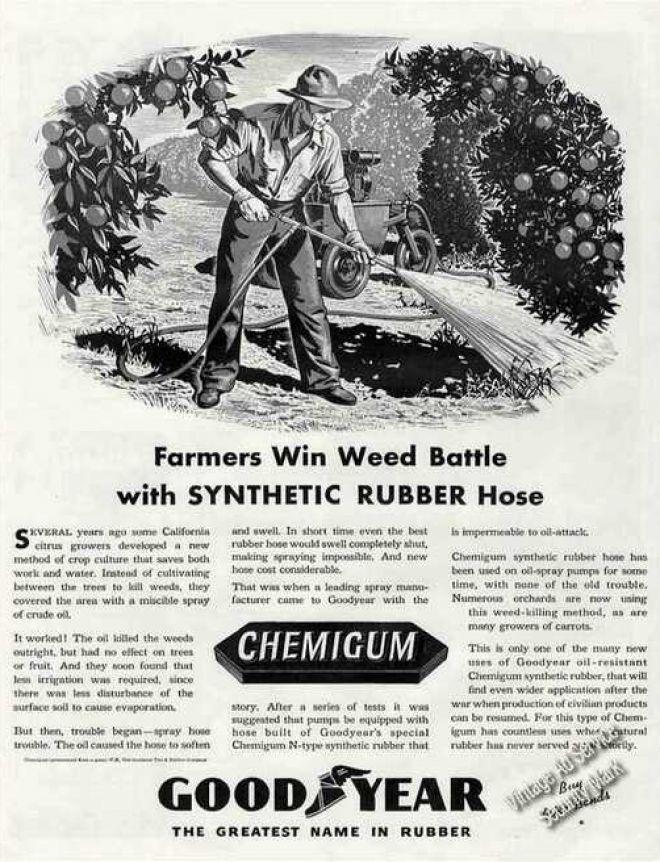 Farmers Win Weed Battle
with SYNTHETIC RUBBER Hose
SEVERAL years ago some California
citrus growers developed a new
method of crop culture that saves both
work and water. Instead of cultivating
between the trees to kill weeds, they
covered the area with a miscible spray
of crude oil.
It worked! The oil killed the weeds
outright, but had no effect on trees
or fruit. And they soon found that
less irrigation was required, since
there was less disturbance of the
surface soil to cause evaporation.
But then, trouble began—spray hose
trouble. The oil caused the hose to soften
and swell. In short time even the best
rubber hose would swell completely shut,
making spraying impossible. And new
hose cost considerable.
That was when a leading spray manu-
facturer came to Goodyear with the
CHEMIGUM
story. After a series of tests it was
suggested that pumps be equipped with
hose built of Goodyear's special
Chemigum N-type synthetic rubber that
is impermeable to oil-attack.
Chemigum synthetic rubber hose has
been used on oil-spray pumps for some
time, with none of the old trouble.
Numerous orchards are now using
this weed-killing method, as are
many growers of carrots.
This is only one of the many new
uses of Goodyear oil-resistant
Chemigum synthetic rubber, that will
find even wider application after the
war when production of civilian products
can be resumed. For this type of Chem-
igum has countless uses where natural
rubber has never served
GOODYEAR
THE GREATEST NAME IN RUBBER
Buy
Bonds
Vintage Ad
Mark